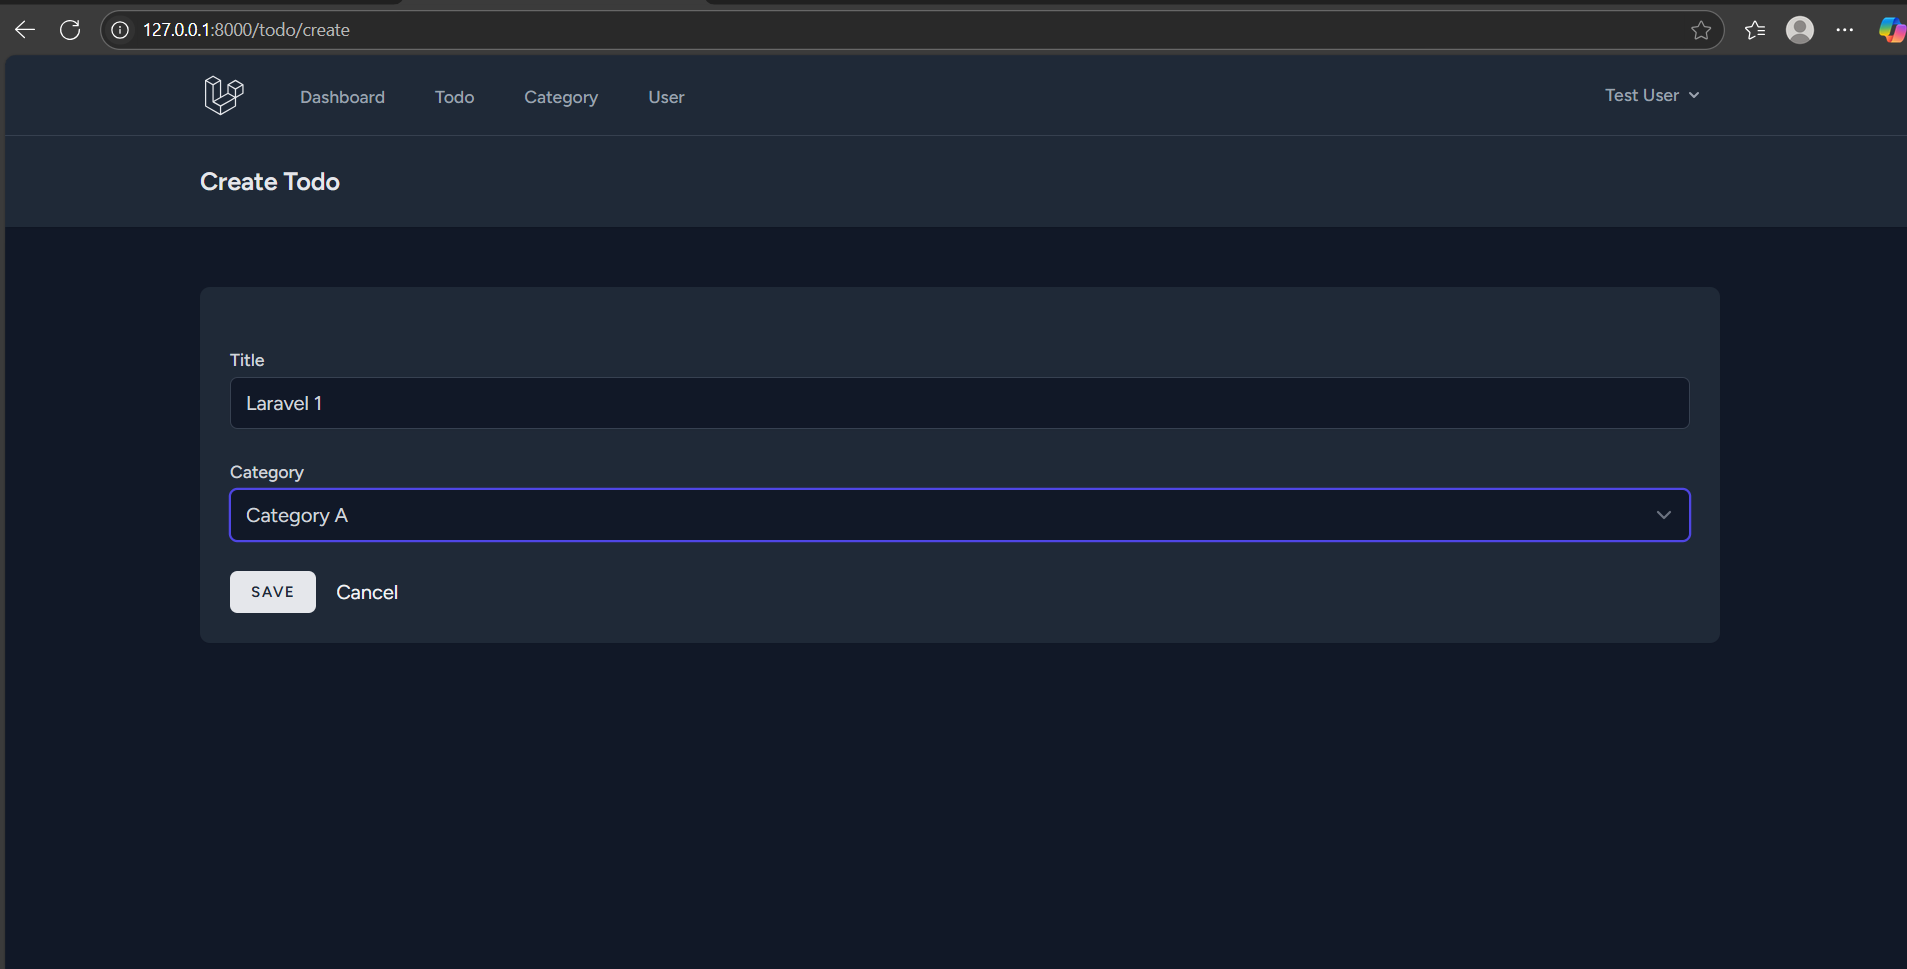 127.0.0.1:8000/todo/create
Dashboard Todo Category User Test User
Create Todo
Title
Laravel 1
Category
Category A
SAVE Cancel